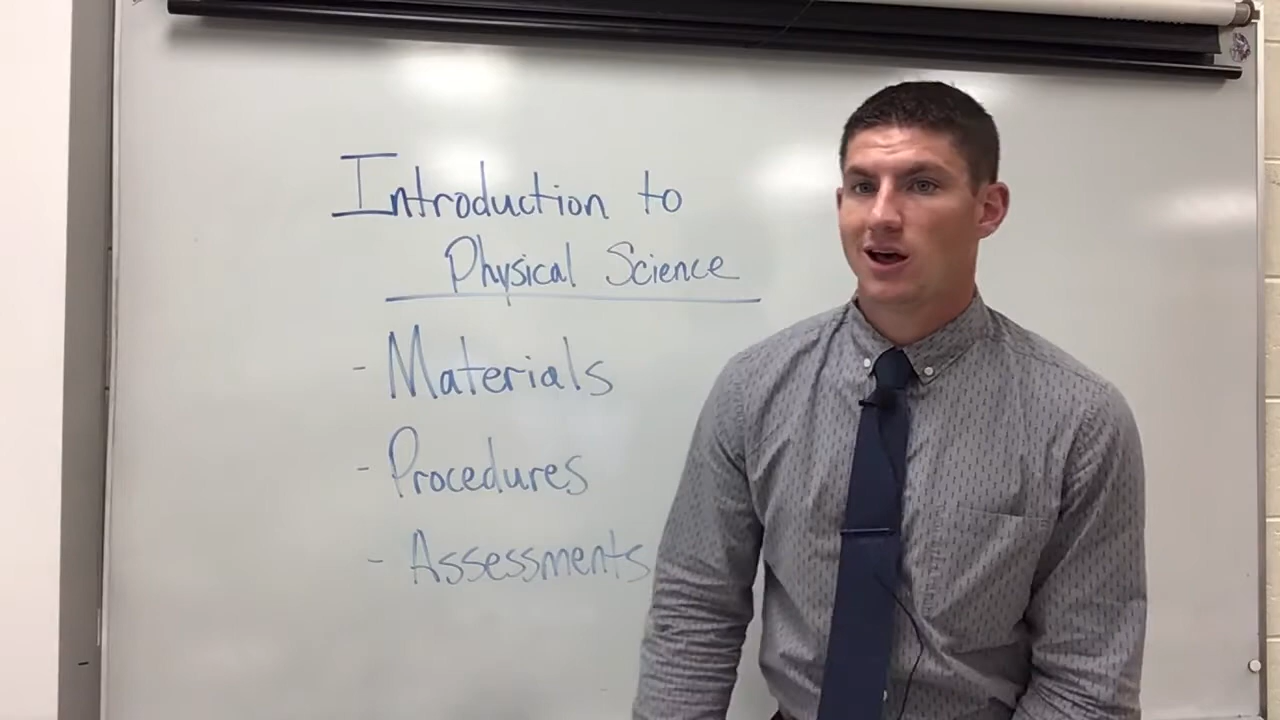 Introduction to
Physical Science
- Materials
- Procedures
- Assessments